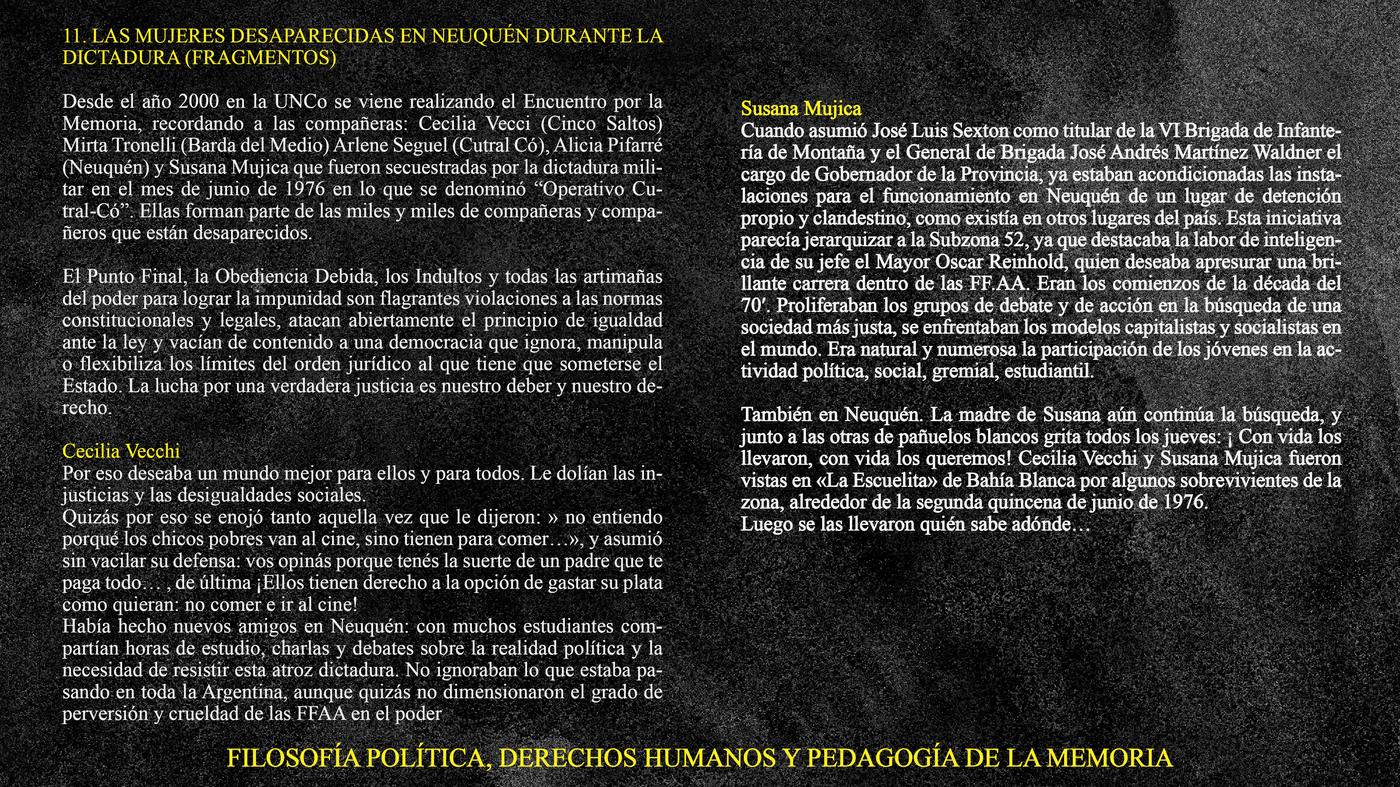 11. LAS MUJERES DESAPARECIDAS EN NEUQUÉN DURANTE LA
DICTADURA (FRAGMENTOS)
Desde el año 2000 en la UNCo se viene realizando el Encuentro por la
Memoria, recordando a las compañeras: Cecilia Vecci (Cinco Saltos)
Mirta Tronelli (Barda del Medio) Arlene Seguel (Cutral Có), Alicia Pifarré
(Neuquén) y Susana Mujica que fueron secuestradas por la dictadura mili-
tar en el mes de junio de 1976 en lo que se denominó “Operativo Cu-
tral-Có”. Ellas forman parte de las miles y miles de compañeras y compa-
ñeros que están desaparecidos.
El Punto Final, la Obediencia Debida, los Indultos y todas las artimañas
del poder para lograr la impunidad son flagrantes violaciones a las normas
constitucionales y legales, atacan abiertamente el principio de igualdad
ante la ley y vacían de contenido a una democracia que ignora, manipula
o flexibiliza los límites del orden jurídico al que tiene que someterse el
Estado. La lucha por una verdadera justicia es nuestro deber y nuestro de-
recho.
Cecilia Vecchi
Por eso deseaba un mundo mejor para ellos y para todos. Le dolían las in-
justicias y las desigualdades sociales.
Quizás por eso se enojó tanto aquella vez que le dijeron: » no entiendo
porqué los chicos pobres van al cine, sino tienen para comer…», y asumió
sin vacilar su defensa: vos opinás porque tenés la suerte de un padre que te
paga todo… , de última ¡Ellos tienen derecho a la opción de gastar su plata
como quieran: no comer e ir al cine!
Había hecho nuevos amigos en Neuquén: con muchos estudiantes com-
partían horas de estudio, charlas y debates sobre la realidad política y la
necesidad de resistir esta atroz dictadura. No ignoraban lo que estaba pa-
sando en toda la Argentina, aunque quizás no dimensionaron el grado de
perversión y crueldad de las FFAA en el poder
Susana Mujica
Cuando asumió José Luis Sexton como titular de la VI Brigada de Infante-
ría de Montaña y el General de Brigada José Andrés Martínez Waldner el
cargo de Gobernador de la Provincia, ya estaban acondicionadas las insta-
laciones para el funcionamiento en Neuquén de un lugar de detención
propio y clandestino, como existía en otros lugares del país. Esta iniciativa
parecía jerarquizar a la Subzona 52, ya que destacaba la labor de inteligen-
cia de su jefe el Mayor Oscar Reinhold, quien deseaba apresurar una bri-
llante carrera dentro de las FF.AA. Eran los comienzos de la década del
70′. Proliferaban los grupos de debate y de acción en la búsqueda de una
sociedad más justa, se enfrentaban los modelos capitalistas y socialistas en
el mundo. Era natural y numerosa la participación de los jóvenes en la ac-
tividad política, social, gremial, estudiantil.
También en Neuquén. La madre de Susana aún continúa la búsqueda, y
junto a las otras de pañuelos blancos grita todos los jueves: ¡ Con vida los
llevaron, con vida los queremos! Cecilia Vecchi y Susana Mujica fueron
vistas en «La Escuelita» de Bahía Blanca por algunos sobrevivientes de la
zona, alrededor de la segunda quincena de junio de 1976.
Luego se las llevaron quién sabe adónde…
FILOSOFÍA POLÍTICA, DERECHOS HUMANOS Y PEDAGOGÍA DE LA MEMORIA